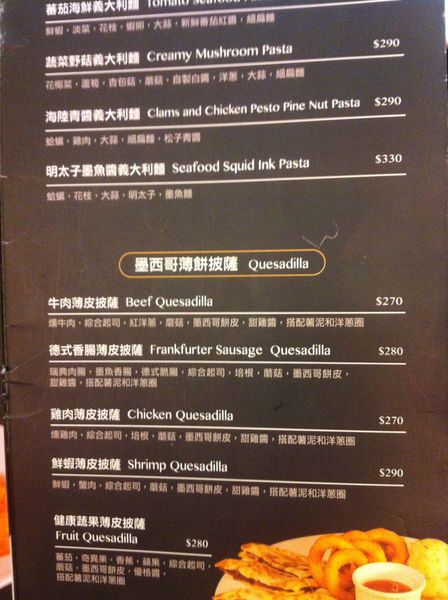 蕃茄海鮮義大利麵 Tomato Seafood
鮮蝦，淡菜，花枝，蝦卵，大蒜，新鮮番茄紅醬，細扁麵
蔬菜野菇義大利麵 Creamy Mushroom Pasta $290
花椰菜，蘆筍，杏包菇，蘑菇，自製白醬，洋蔥，大蒜，細扁麵
海陸青醬義大利麵 Clams and Chicken Pesto Pine Nut Pasta $290
蛤蠣，雞肉，大蒜，細扁麵，松子青醬
明太子墨魚醬義大利麵 Seafood Squid Ink Pasta $330
蛤蠣，花枝，大蒜，明太子，墨魚麵
墨西哥薄餅披薩 Quesadilla
牛肉薄皮披薩 Beef Quesadilla $270
燻牛肉，綜合起司，紅洋蔥，磨菇，墨西哥餅皮，甜雞醬，搭配薯泥和洋蔥圈
德式香腸薄皮披薩 Frankfurter Sausage Quesadilla $280
瑞典肉腸，墨魚香腸，德式脆腸，綜合起司，培根，蘑菇，墨西哥餅皮，
甜雞醬，搭配薯泥和洋蔥圈
雞肉薄皮披薩 Chicken Quesadilla $270
燻雞肉，綜合起司，培根，蘑菇，墨西哥餅皮，甜雞醬，搭配薯泥和洋蔥圈
鮮蝦薄皮披薩 Shrimp Quesadilla $290
鮮蝦，蟹肉，綜合起司，蘑菇，墨西哥餅皮，甜雞醬，搭配薯泥和洋蔥圈
健康蔬果薄皮披薩
Fruit Quesadilla $280
蕃茄，奇異果，香蕉，蘋果，綜合起司，
蘑菇，墨西哥餅皮，優格醬，
搭配薯泥和洋蔥圈